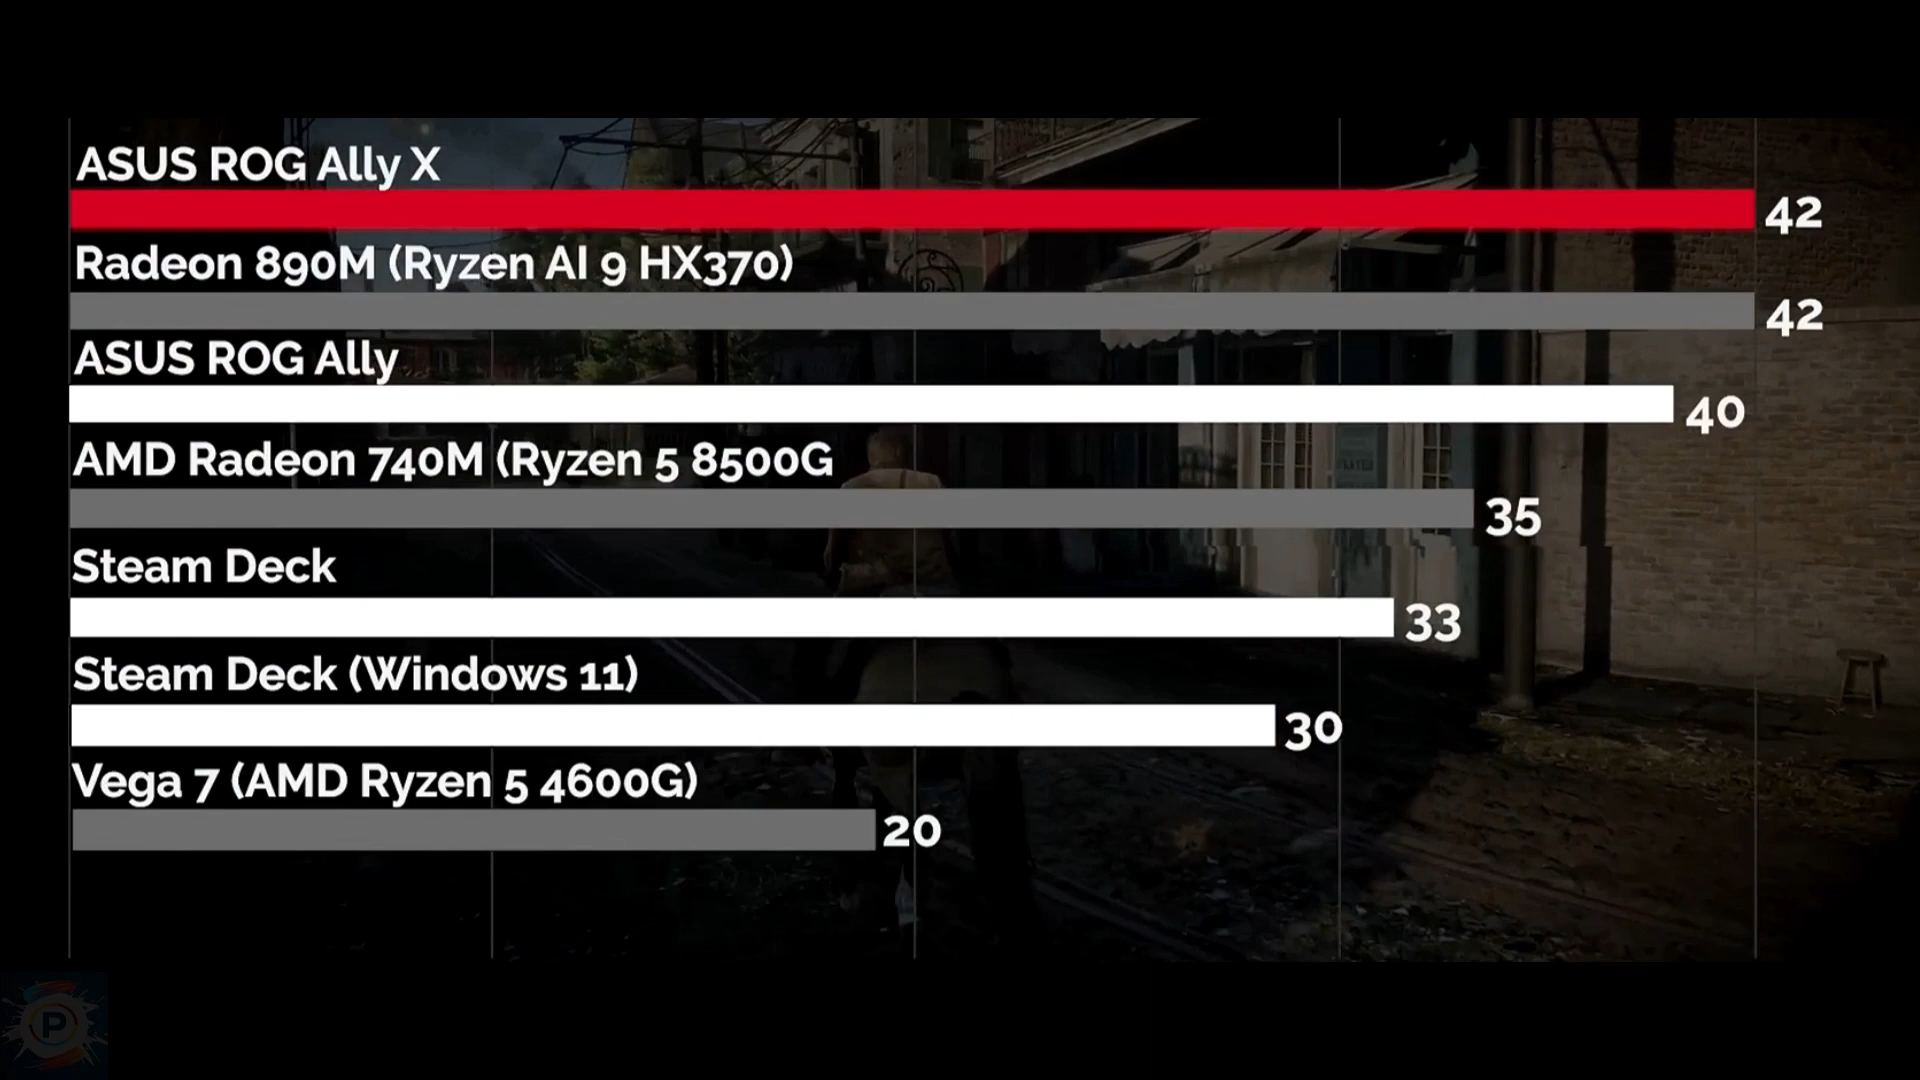 ASUS ROG Ally X
42
Radeon 890M (Ryzen AI 9 HX370)
42
ASUS ROG Ally
40
AMD Radeon 740M (Ryzen 5 8500G
35
Steam Deck
33
Steam Deck (Windows 11)
30
Vega 7 (AMD Ryzen 5 4600G)
20
P